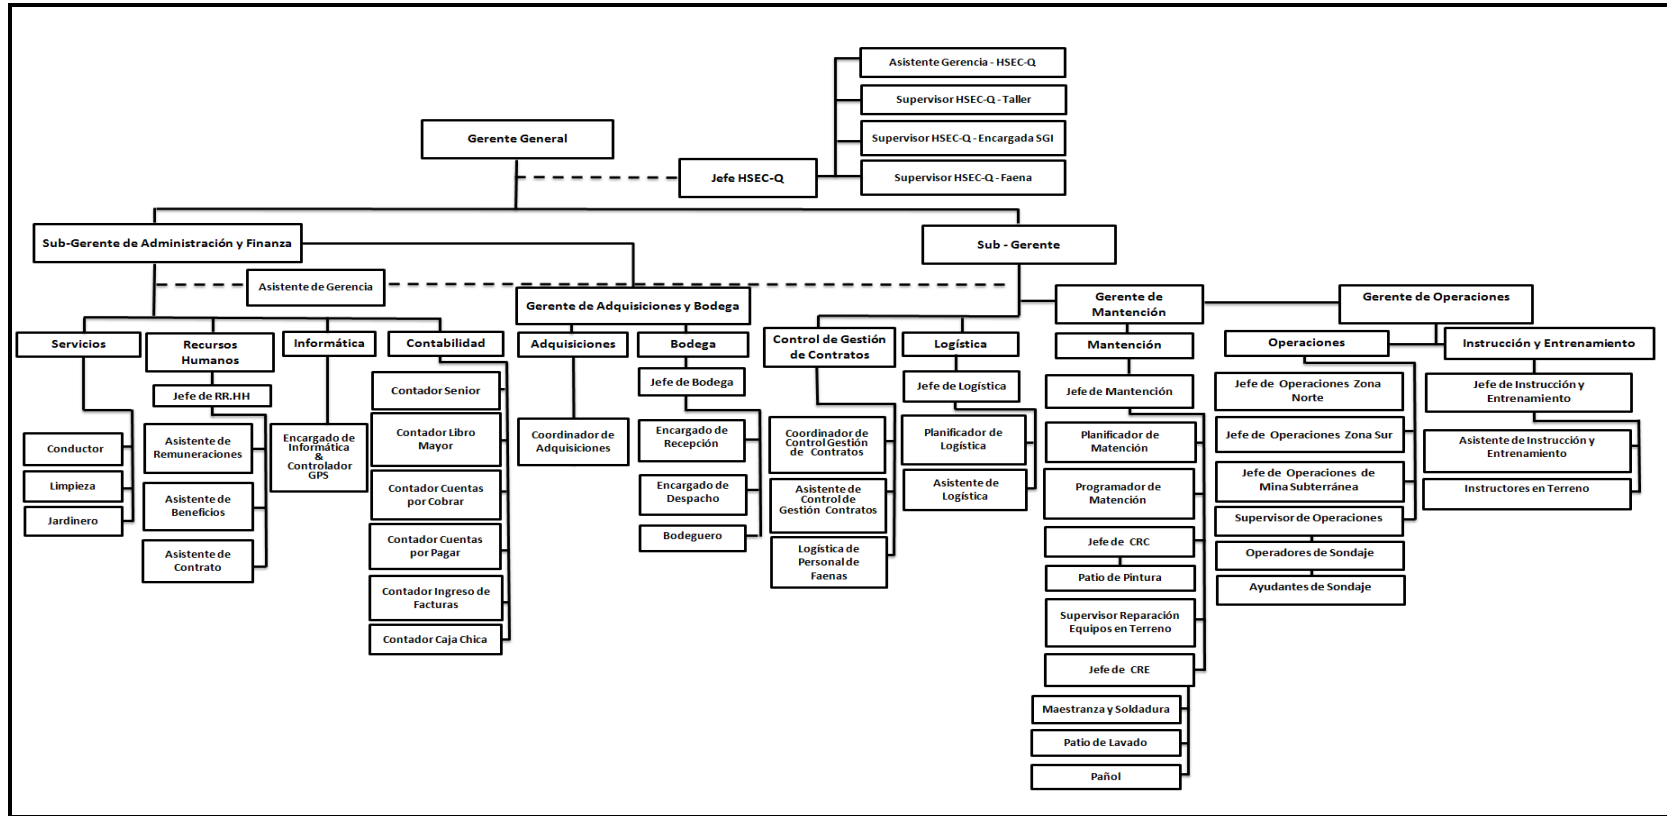 Asistente Gerencia - HSEC-Q
Supervisor HSEC-Q - Taller
Supervisor HSEC-Q - Encargada SGI
Supervisor HSEC-Q - Faena
Gerente General
Jefe HSEC-Q
Sub-Gerente de Administración y Finanza
Sub - Gerente
Asistente de Gerencia
Gerente de Adquisiciones y Bodega
Gerente de
Mantención
Gerente de Operaciones
Servicios
Recursos
Humanos
Informática
Contabilidad
Adquisiciones
Bodega
Control de Gestión
de Contratos
Logística
Mantención
Operaciones
Instrucción y Entrenamiento
Conductor
Limpieza
Jardinero
Jefe de RR.HH
Asistente de
Remuneraciones
Asistente de
Beneficios
Asistente de
Contrato
Encargado de
Informática
&
Controlador
GPS
Contador Senior
Contador Libro
Mayor
Contador Cuentas
por Cobrar
Contador Cuentas
por Pagar
Contador Ingreso de
Facturas
Contador Caja Chica
Coordinador de
Adquisiciones
Jefe de Bodega
Encargado de
Recepción
Encargado de
Despacho
Bodeguero
Coordinador de
Control Gestión
de Contratos
Asistente de
Control de
Gestión Contratos
Logística de
Personal de
Faenas
Jefe de Logística
Planificador de
Logística
Asistente de
Logística
Jefe de Mantención
Planificador de
Matención
Programador de
Matención
Jefe de CRC
Patio de Pintura
Supervisor Reparación
Equipos en Terreno
Jefe de CRE
Maestranza y Soldadura
Patio de Lavado
Pañol
Jefe de Operaciones Zona
Norte
Jefe de Operaciones Zona Sur
Jefe de Operaciones de
Mina Subterránea
Supervisor de Operaciones
Operadores de Sondaje
Ayudantes de Sondaje
Jefe de Instrucción y
Entrenamiento
Asistente de Instrucción y
Entrenamiento
Instructores en Terreno